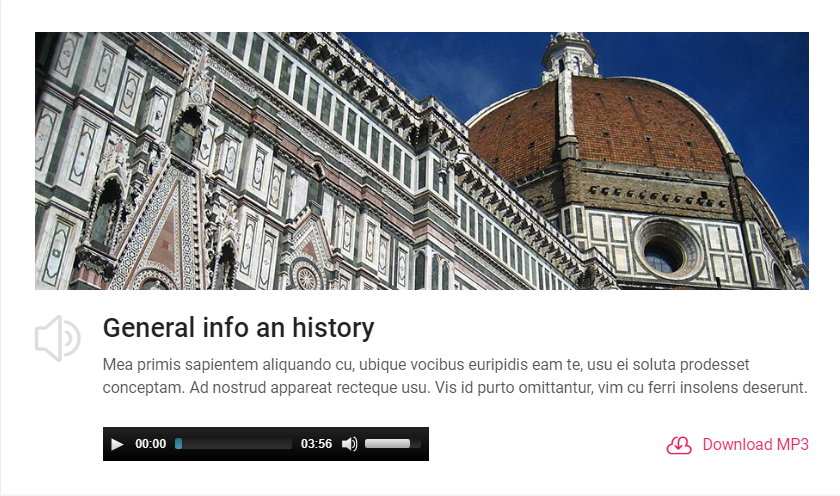 General info an history
Mea primis sapientem aliquando cu, ubique vocibus euripidis eam te, usu ei soluta prodesset
conceptam. Ad nostrud appareat recteque usu. Vis id purto omittantur, vim cu ferri insolens deserunt.
00:00 03:56 Download MP3